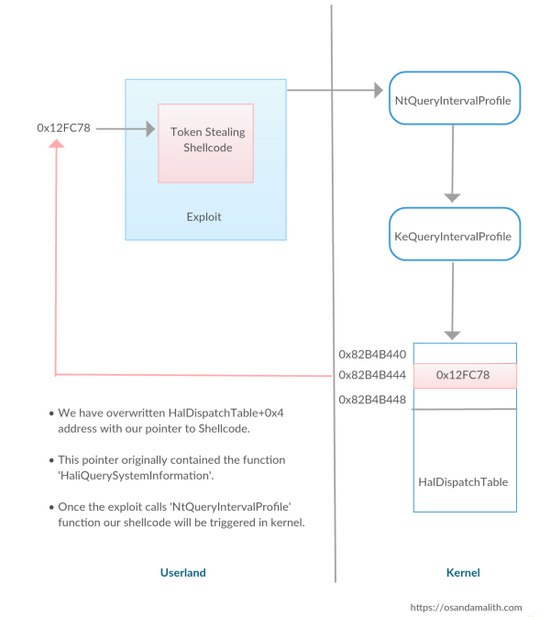 NtQueryIntervalProfile
0x12FC78
Token Stealing
Shellcode
Exploit
KeQueryIntervalProfile
0x82B4B440
0x82B4B444
0x12FC78
0x82B4B448
• We have overwritten HalDispatchTable+0x4
address with our pointer to Shellcode.
• This pointer originally contained the function
'HaliQuerySystemInformation'.
• Once the exploit calls 'NtQueryIntervalProfile'
function our shellcode will be triggered in kernel.
HalDispatchTable
Userland
Kernel
https://osandamalith.com